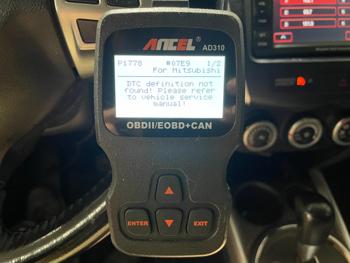 ANCEL
AD310
P1778 #07E9 1/2
For Mitsubishi
DTC definition not
found! Please refer
to vehicle service
manual!
OBDII/EOBD+CAN
ENTER
EXIT